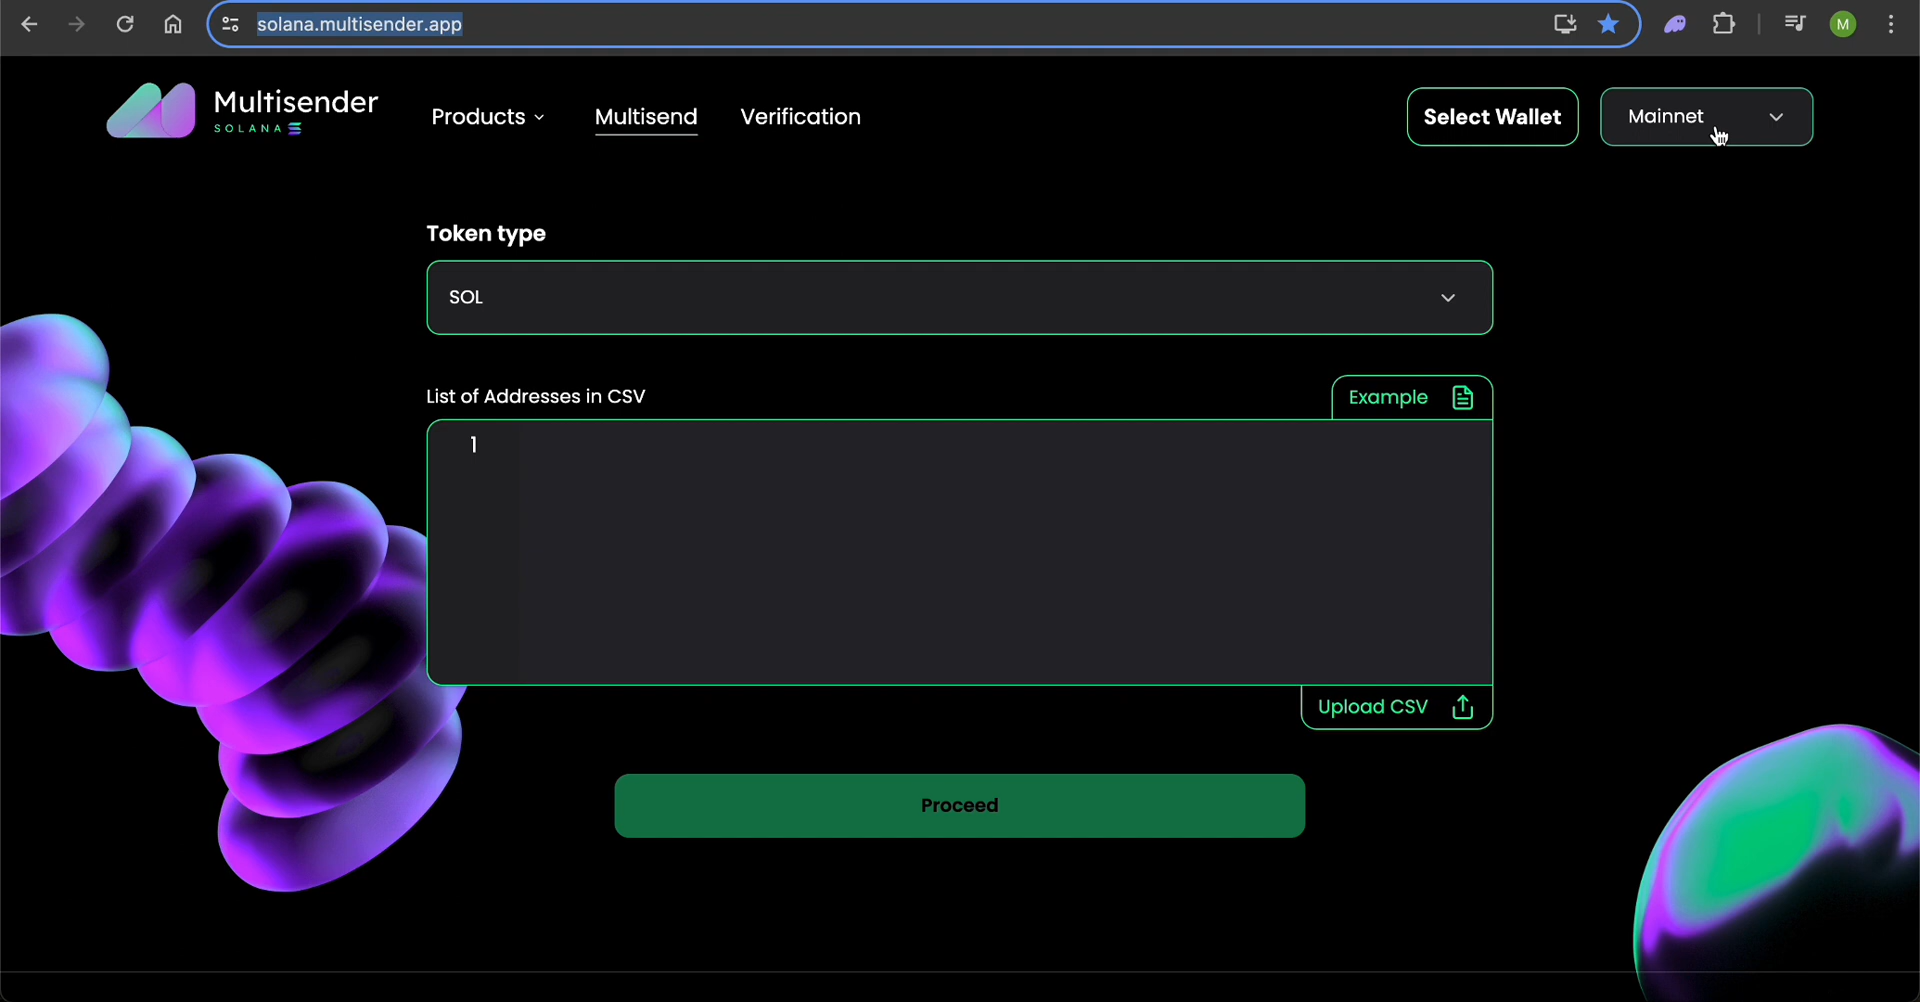 solana.multisender.app
M
Multisender
SOLANA
Products
Multisend
Verification
Select Wallet
Mainnet
Token type
SOL
List of Addresses in CSV
Example
1
Upload CSV
Proceed